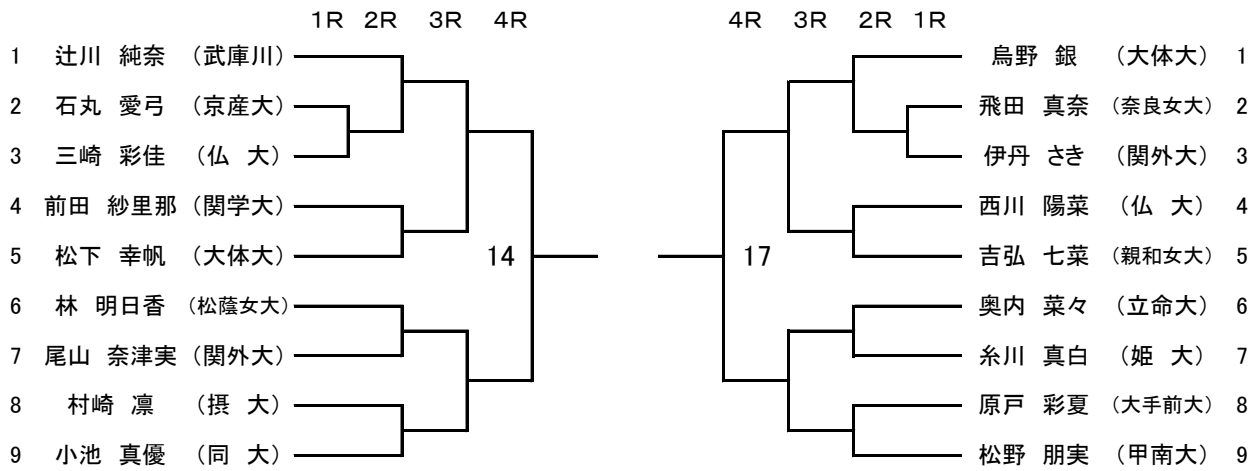 1R 2R 3R 4R
1 辻川 純奈 (武庫川)
2 石丸 愛弓 (京産大)
3 三崎 彩佳 (仏 大)
4 前田 紗里那 (関学大)
5 松下 幸帆 (大体大)
14
6 林 明日香 (松蔭女大)
7 尾山 奈津実 (関外大)
8 村崎 凛 (摂 大)
9 小池 真優 (同 大)
4R 3R 2R 1R
烏野 銀 (大体大) 1
飛田 真奈 (奈良女大) 2
伊丹 さき (関外大) 3
西川 陽菜 (仏 大) 4
17
吉弘 七菜 (親和女大) 5
奥内 菜々 (立命大) 6
糸川 真白 (姫 大) 7
原戸 彩夏 (大手前大) 8
松野 朋実 (甲南大) 9